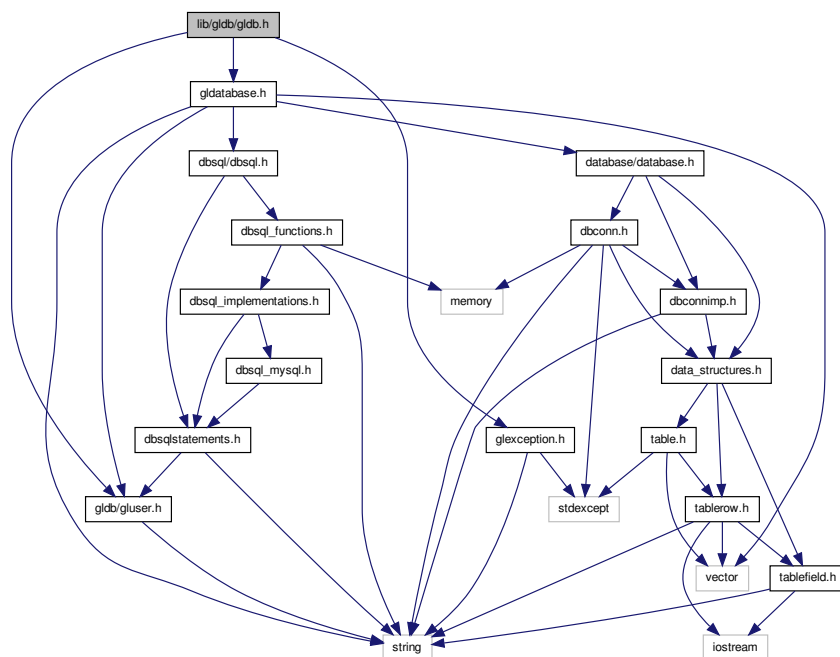 lib/gldb/gldb.h
gldatabase.h
dbsql/dbsql.h
database/database.h
dbsql_functions.h
dbconn.h
dbsql_implementations.h
memory
dbconnimp.h
dbsql_mysql.h
data_structures.h
dbsqlstatements.h
glexception.h
table.h
gldb/gluser.h
stdexcept
tablerow.h
vector
tablefield.h
string
iostream